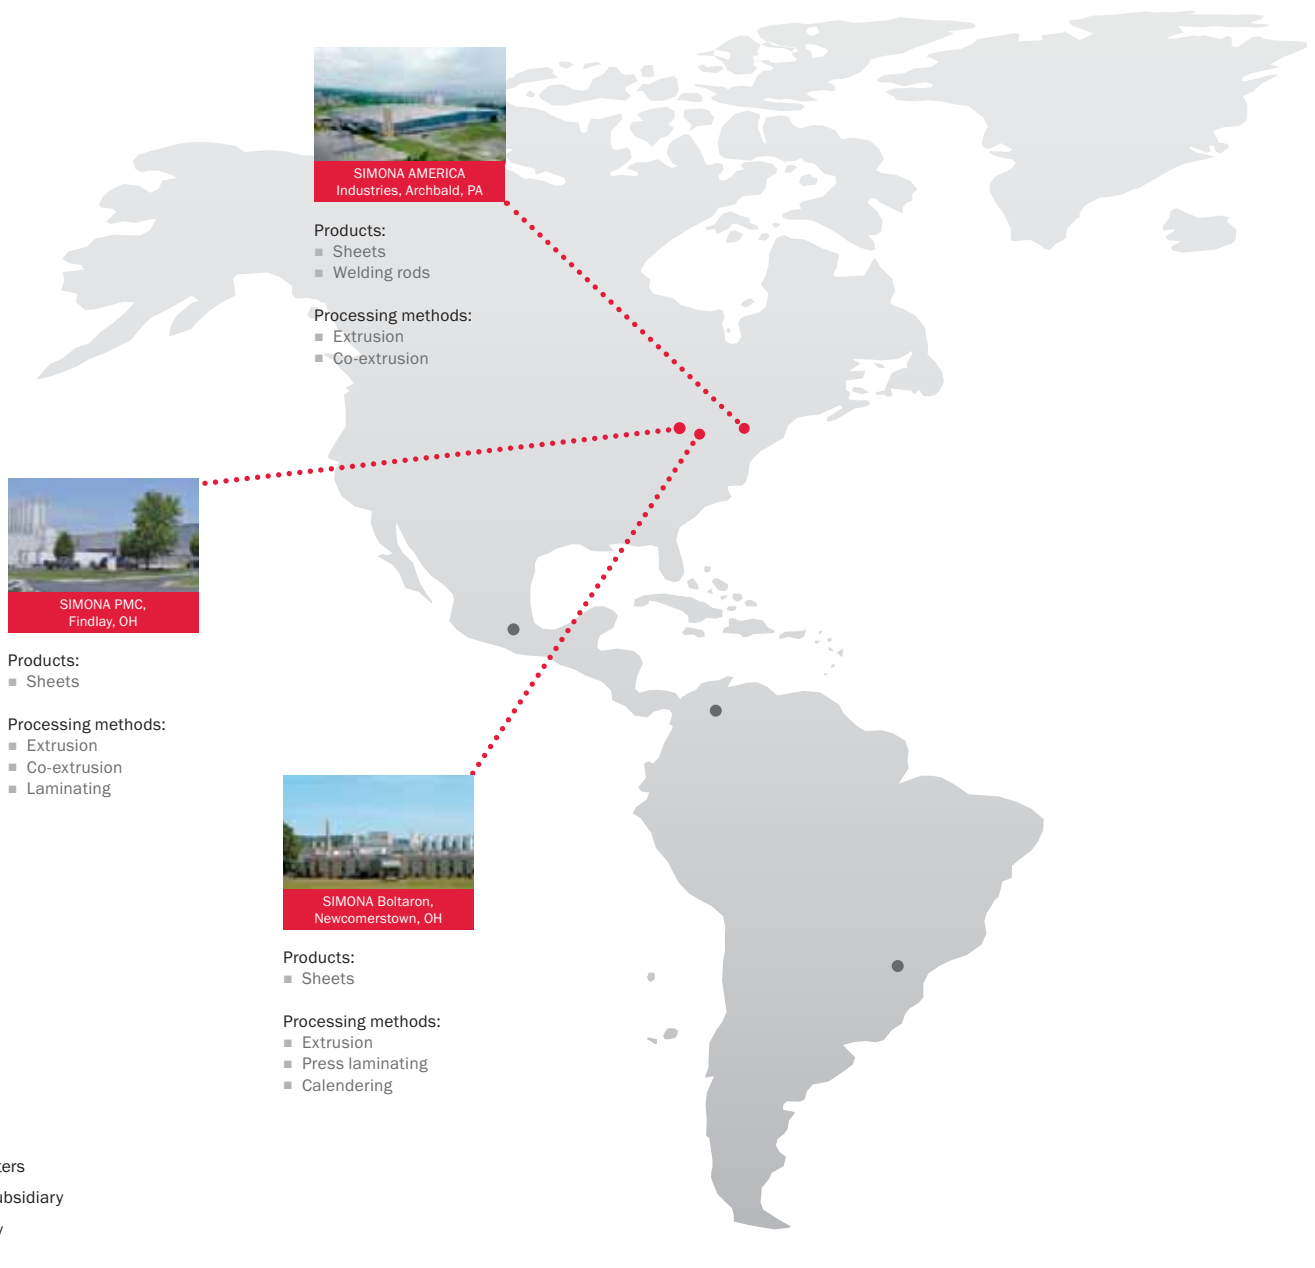 SIMONA AMERICA
Industries, Archbald, PA
Products:
Sheets
Welding rods
Processing methods:
Extrusion
Co-extrusion
SIMONA PMC,
Findlay, OH
Products:
Sheets
Processing methods:
Extrusion
Co-extrusion
Laminating
SIMONA Boltaron,
Newcomerstown, OH
Products:
Sheets
Processing methods:
Extrusion
Press laminating
Calendering
ters
ubsidiary
y